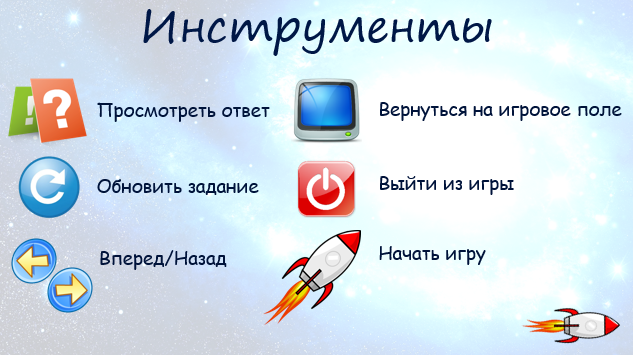 Инструменты
Просмотреть ответ
Вернуться на игровое поле
Обновить задание
Выйти из игры
Вперед/Назад
Начать игру